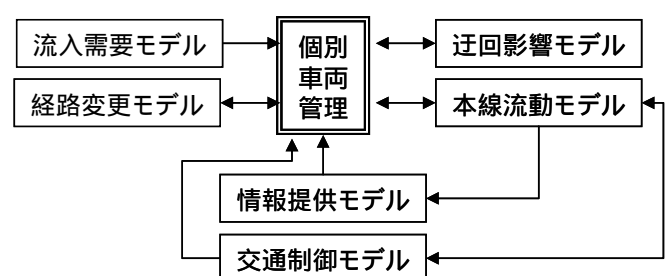 流入需要モデル
個別
車両
管理
迂回影響モデル
経路変更モデル
本線流動モデル
情報提供モデル
交通制御モデル